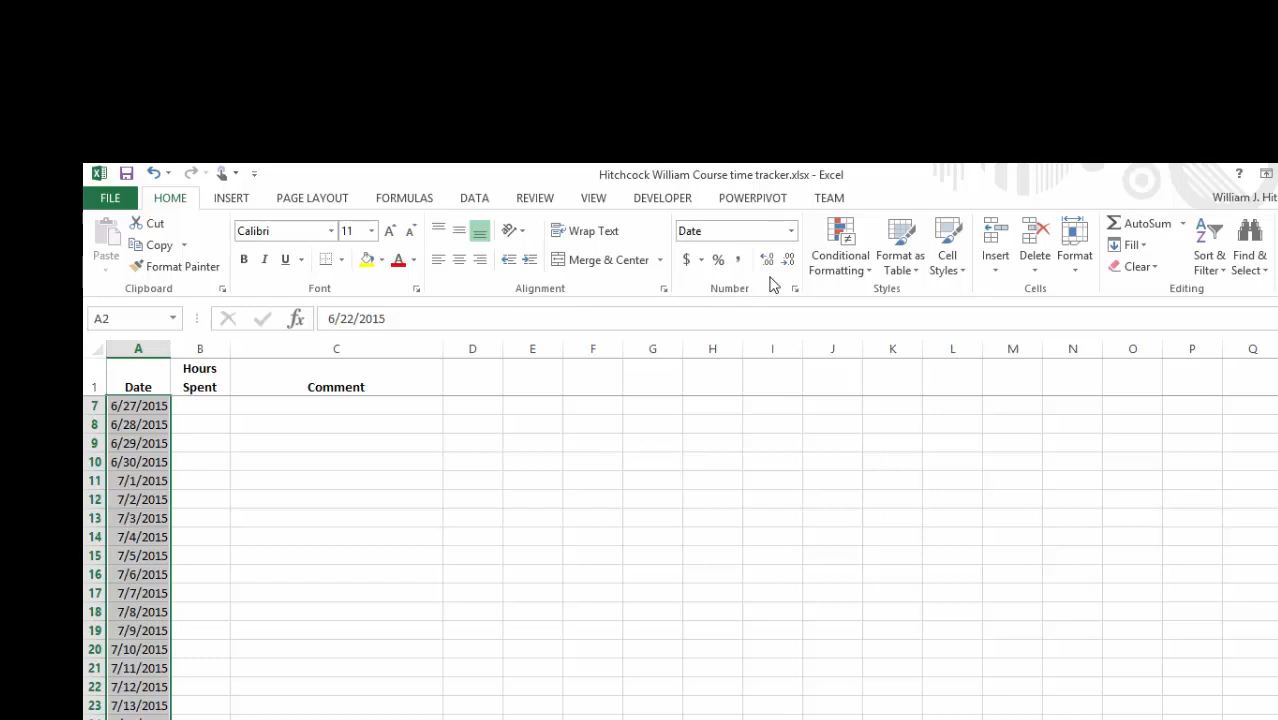 Hitchcock William Course time tracker.xlsx - Excel
?
FILE HOME INSERT PAGE LAYOUT FORMULAS DATA REVIEW VIEW DEVELOPER POWERPIVOT TEAM William J. Hit
Paste
Cut
Copy
Format Painter
Clipboard
Calibri 11 A A
B I U A
Font
Wrap Text
Merge & Center
Alignment
Date
$ % , .00 .0
Number
Conditional Formatting
Format as Table
Cell Styles
Styles
Insert Delete Format
Cells
AutoSum
Fill
Clear
Sort & Filter
Find & Select
Editing
A2 fx 6/22/2015
A B C D E F G H I J K L M N O P Q
1 Date Hours Spent Comment
7 6/27/2015
8 6/28/2015
9 6/29/2015
10 6/30/2015
11 7/1/2015
12 7/2/2015
13 7/3/2015
14 7/4/2015
15 7/5/2015
16 7/6/2015
17 7/7/2015
18 7/8/2015
19 7/9/2015
20 7/10/2015
21 7/11/2015
22 7/12/2015
23 7/13/2015